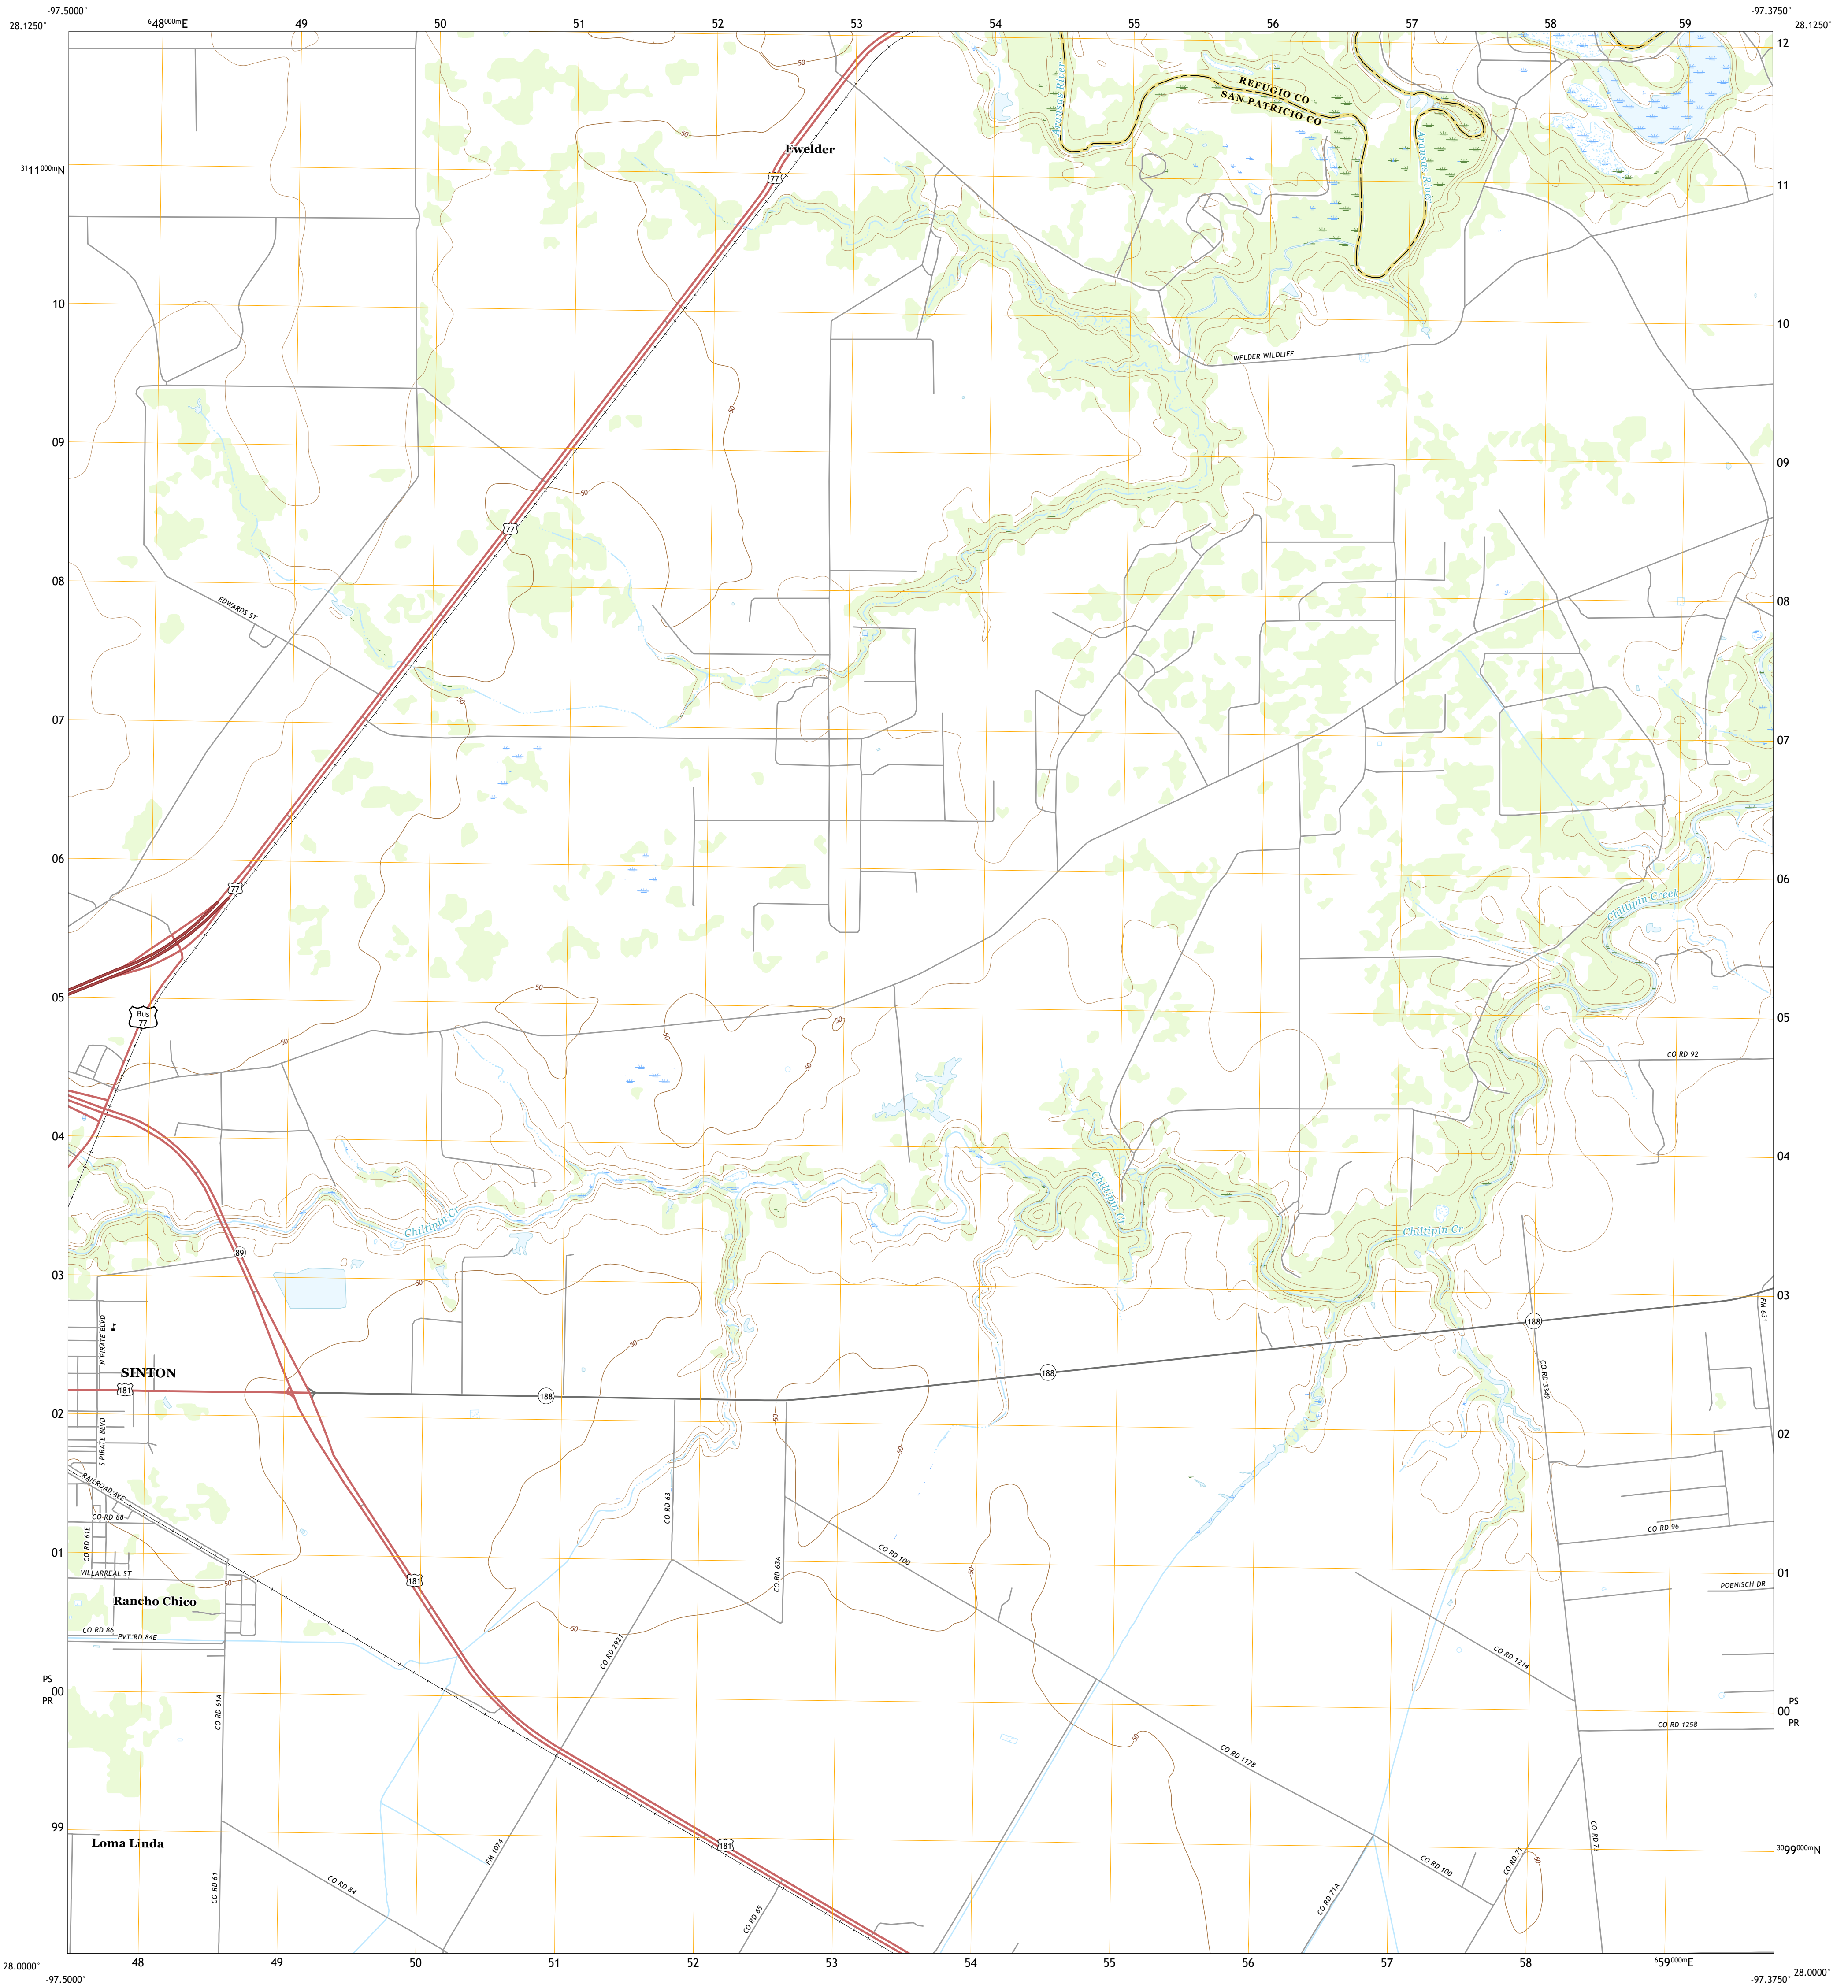 -97.5000°
-97.3750°
28.1250°
⁶48⁰⁰⁰ᵐE
49
50
51
52
53
54
55
56
57
58
59
28.1250°
12
50
Aransas River
REFUGIO CO
SAN PATRICIO CO
50
Ewelder
³¹11⁰⁰⁰ᵐN
77
Aransas River
11
10
10
WELDER WILDLIFE
50
09
09
50
77
08
08
EDWARDS ST
50
07
07
06
77
06
Chiltipin Creek
50
05
Bus
77
50
05
50
50
CO RD 92
50
04
04
Chiltipin Cr
Chiltipin Cr
Chiltipin Cr
89
03
50
03
FM 631
188
N PIRATE BLVD
50
SINTON
188
CO RD 3349
181
188
02
50
02
S PIRATE BLVD
50
RAILROAD AVE
CO RD 63
CO RD 88
CO RD 96
CO RD 61E
01
CO RD 100
CO RD 63A
50
01
VILLARREAL ST
50
181
POENISCH DR
Rancho Chico
CO RD 86
PVT RD 84E
50
CO RD 2921
CO RD 1214
PS
PR
00
CO RD 61A
PS
PR
00
CO RD 1258
50
CO RD 1178
99
Loma Linda
181
CO RD 73
³⁰99⁰⁰⁰ᵐN
FM 1074
CO RD 71
CO RD 100
50
CO RD 61
CO RD 84
CO RD 71A
CO RD 65
28.0000°
48
49
50
51
52
53
54
55
56
57
58
⁶59⁰⁰⁰ᵐE
28.0000°
-97.5000°
-97.3750°